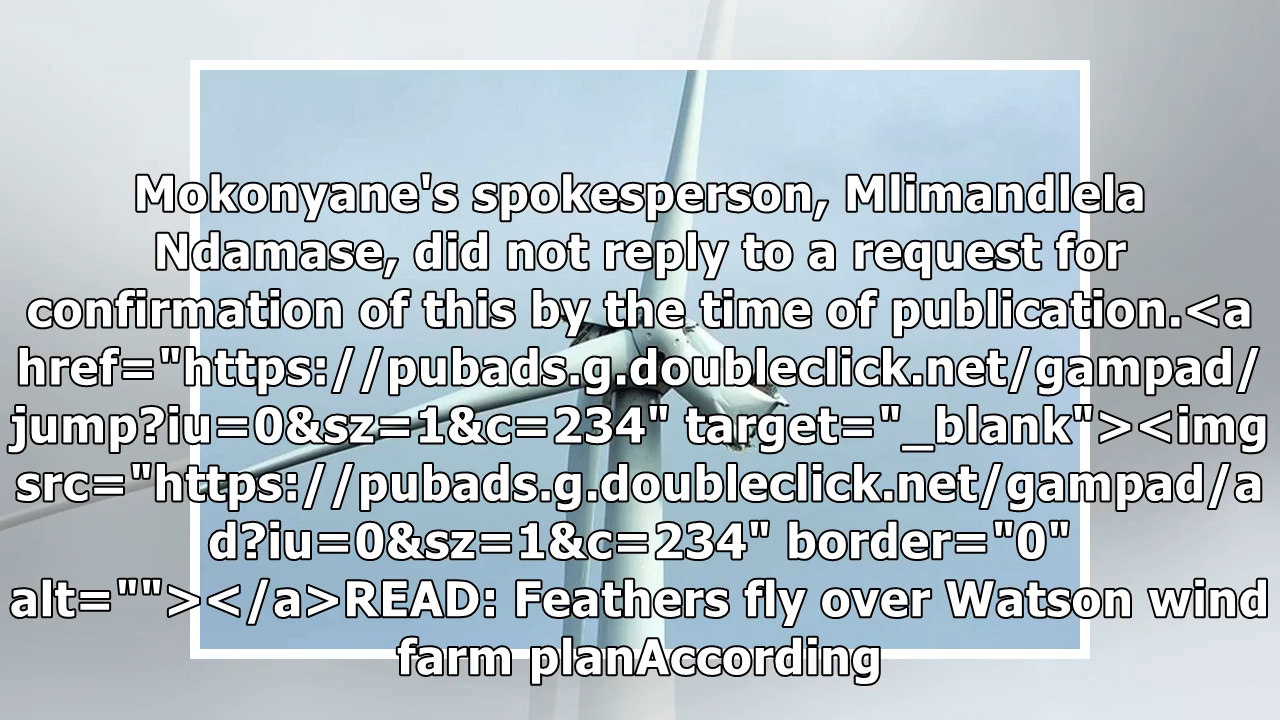 Mokonyane's spokesperson, Mlimandlela
Ndamase, did not reply to a request for
confirmation of this by the time of publication.<a
href="https://pubads.g.doubleclick.net/gampad/
jump?iu=0&sz=1&c=234" target="_blank"><img
src="https://pubads.g.doubleclick.net/gampad/a
d?iu=0&sz=1&c=234" border="0"
alt=""></a>READ: Feathers fly over Watson wind
farm planAccording